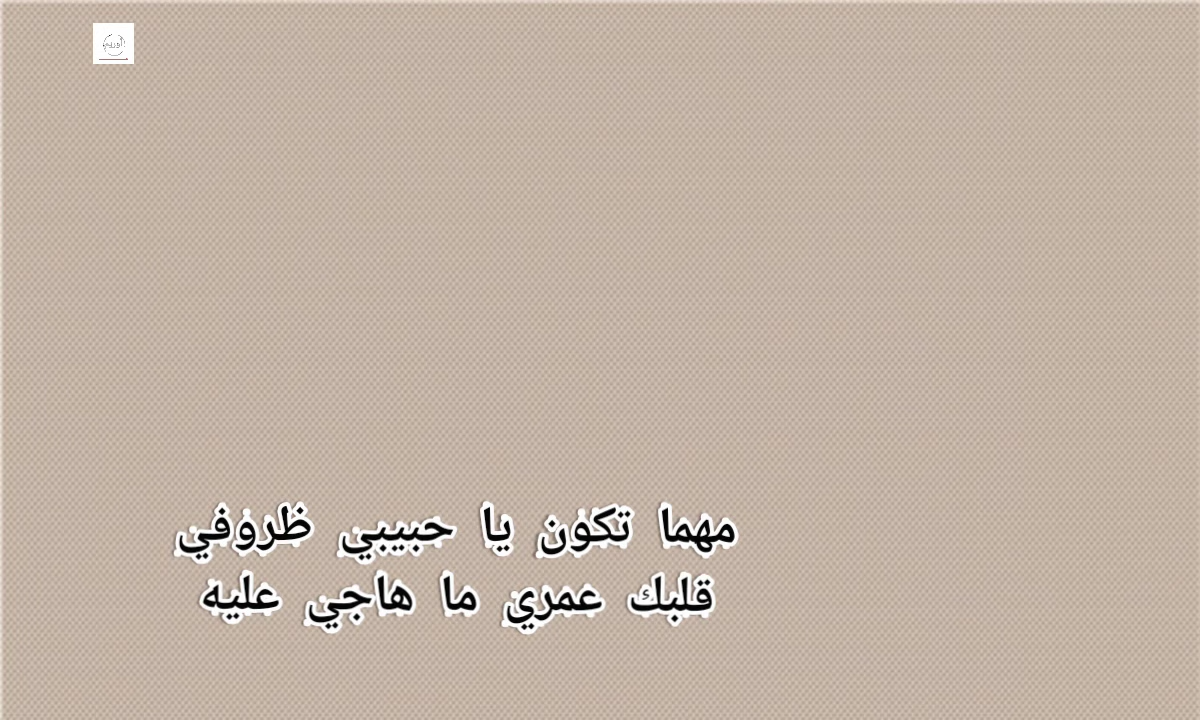 مهما تكون يا حبيبي ظروفي
قلبك عمري ما هاجي عليه